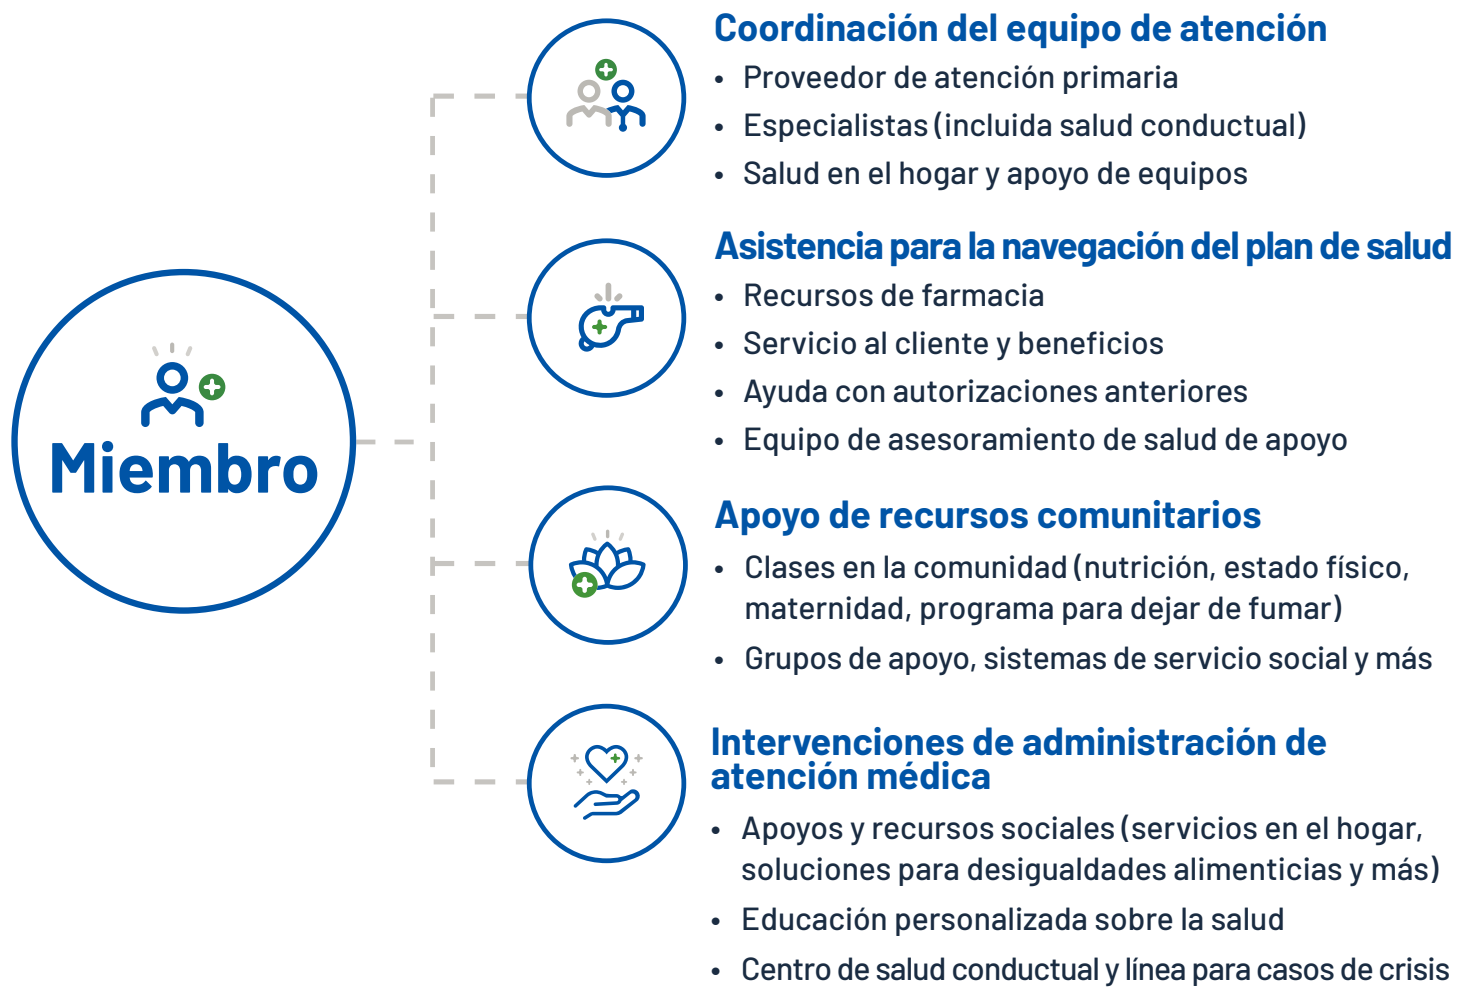 Miembro
Coordinación del equipo de atención
• Proveedor de atención primaria
• Especialistas (incluida salud conductual)
• Salud en el hogar y apoyo de equipos
Asistencia para la navegación del plan de salud
• Recursos de farmacia
• Servicio al cliente y beneficios
• Ayuda con autorizaciones anteriores
• Equipo de asesoramiento de salud de apoyo
Apoyo de recursos comunitarios
• Clases en la comunidad (nutrición, estado físico,
maternidad, programa para dejar de fumar)
• Grupos de apoyo, sistemas de servicio social y más
Intervenciones de administración de
atención médica
• Apoyos y recursos sociales (servicios en el hogar,
soluciones para desigualdades alimenticias y más)
• Educación personalizada sobre la salud
• Centro de salud conductual y línea para casos de crisis